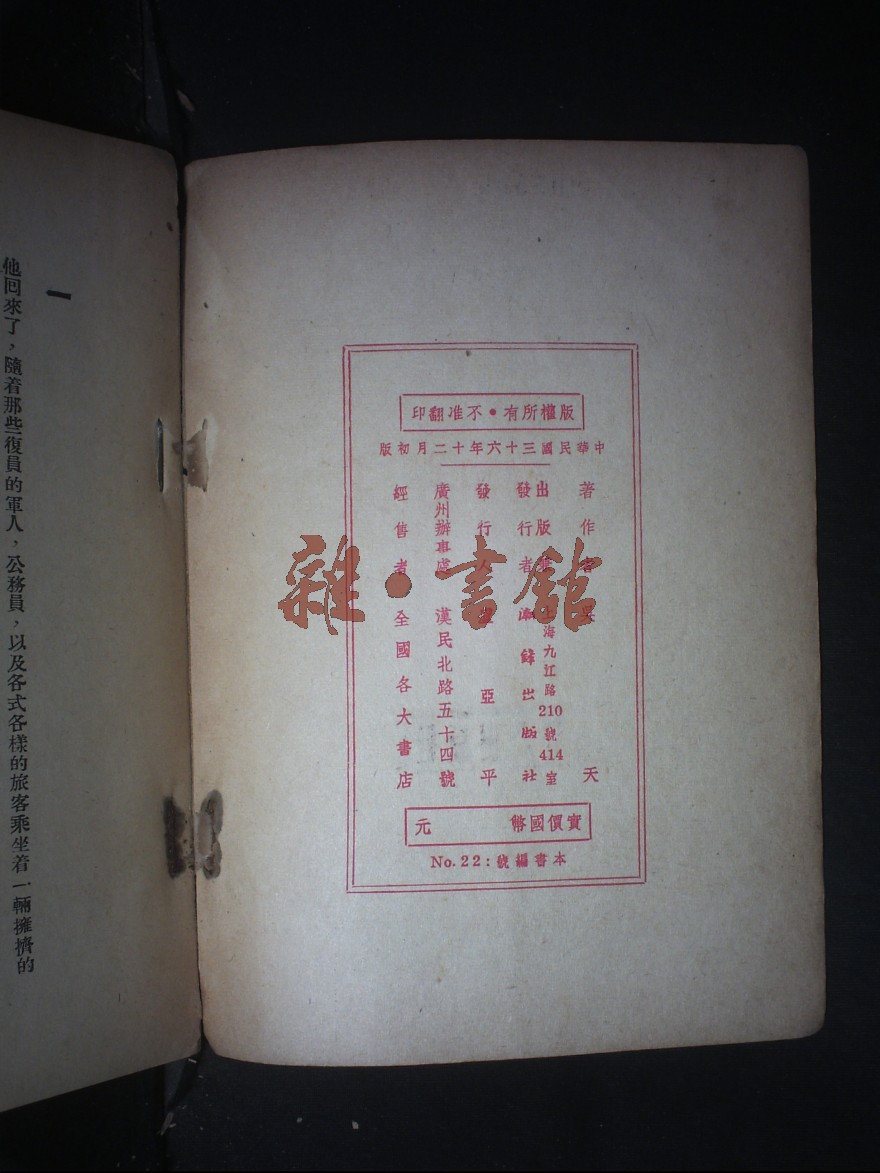 版權所有•不准翻印
中華民國三十六年十二月初版
著作者 吳 天
出版
發行者 出版社
上海九江路210號414室
發行人 亞平
廣州辦事處 漢民北路五十四號
經售者 全國各大書店
實價國幣 元
本書編號：No.22
一
他回來了，隨着那些復員的軍人，公務員，以及各式各樣的旅客乘坐着一輛擁擠的
雜•書館